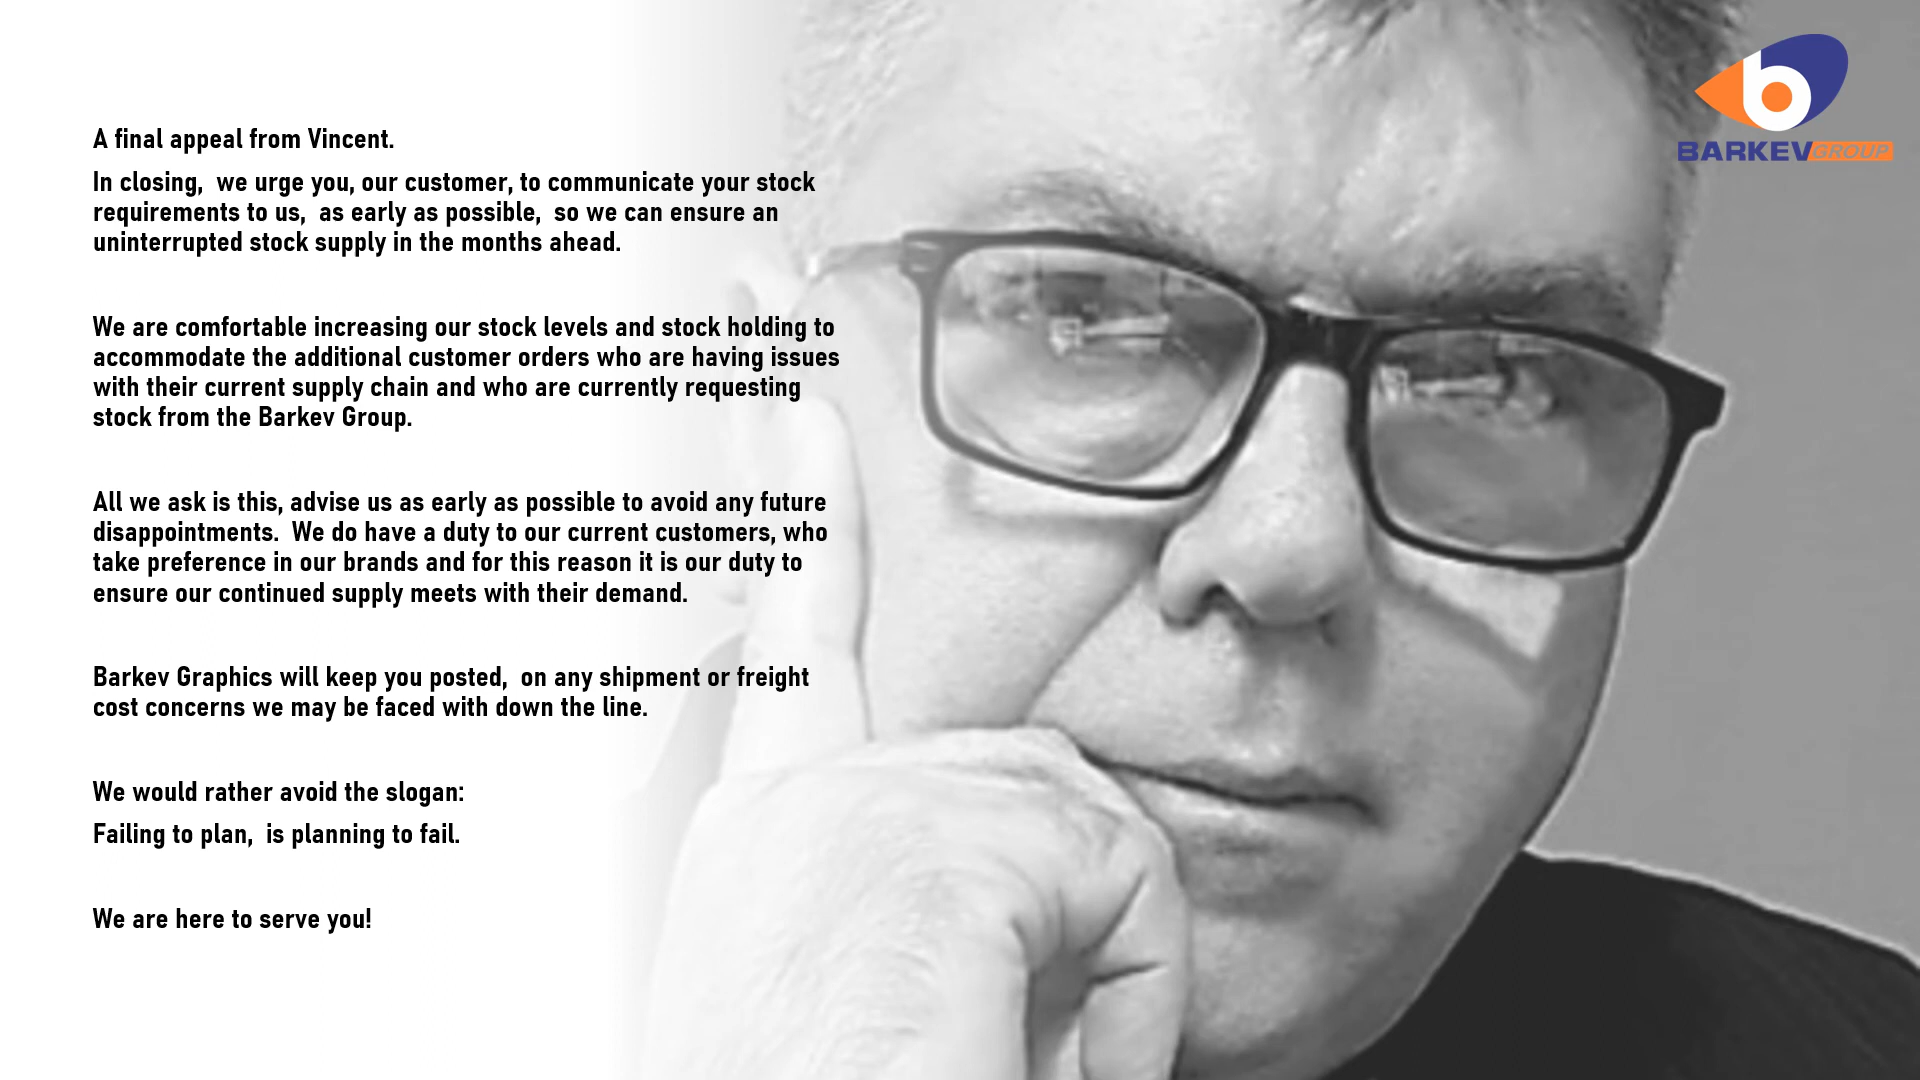 BARKEV GROUP
A final appeal from Vincent.
In closing,  we urge you, our customer, to communicate your stock
requirements to us,  as early as possible,  so we can ensure an
uninterrupted stock supply in the months ahead.
We are comfortable increasing our stock levels and stock holding to
accommodate the additional customer orders who are having issues
with their current supply chain and who are currently requesting
stock from the Barkev Group.
All we ask is this, advise us as early as possible to avoid any future
disappointments.  We do have a duty to our current customers, who
take preference in our brands and for this reason it is our duty to
ensure our continued supply meets with their demand.
Barkev Graphics will keep you posted,  on any shipment or freight
cost concerns we may be faced with down the line.
We would rather avoid the slogan:
Failing to plan,  is planning to fail.
We are here to serve you!